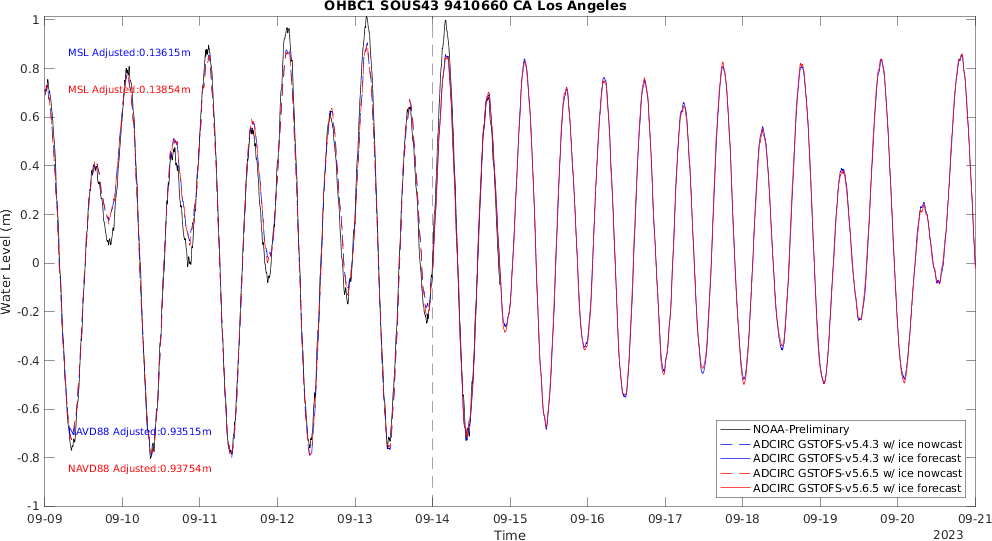 OHBC1 SOUS43 9410660 CA Los Angeles
1
0.8
0.6
0.4
0.2
0
-0.2
-0.4
-0.6
-0.8
-1
Water Level (m)
MSL Adjusted:0.13615m
MSL Adjusted:0.13854m
NAVD88 Adjusted:0.93515m
NAVD88 Adjusted:0.93754m
NOAA-Preliminary
ADCIRC GSTOFS-v5.4.3 w/ ice nowcast
ADCIRC GSTOFS-v5.4.3 w/ ice forecast
ADCIRC GSTOFS-v5.6.5 w/ ice nowcast
ADCIRC GSTOFS-v5.6.5 w/ ice forecast
09-09 09-10 09-11 09-12 09-13 09-14 09-15 09-16 09-17 09-18 09-19 09-20 09-21
Time
2023